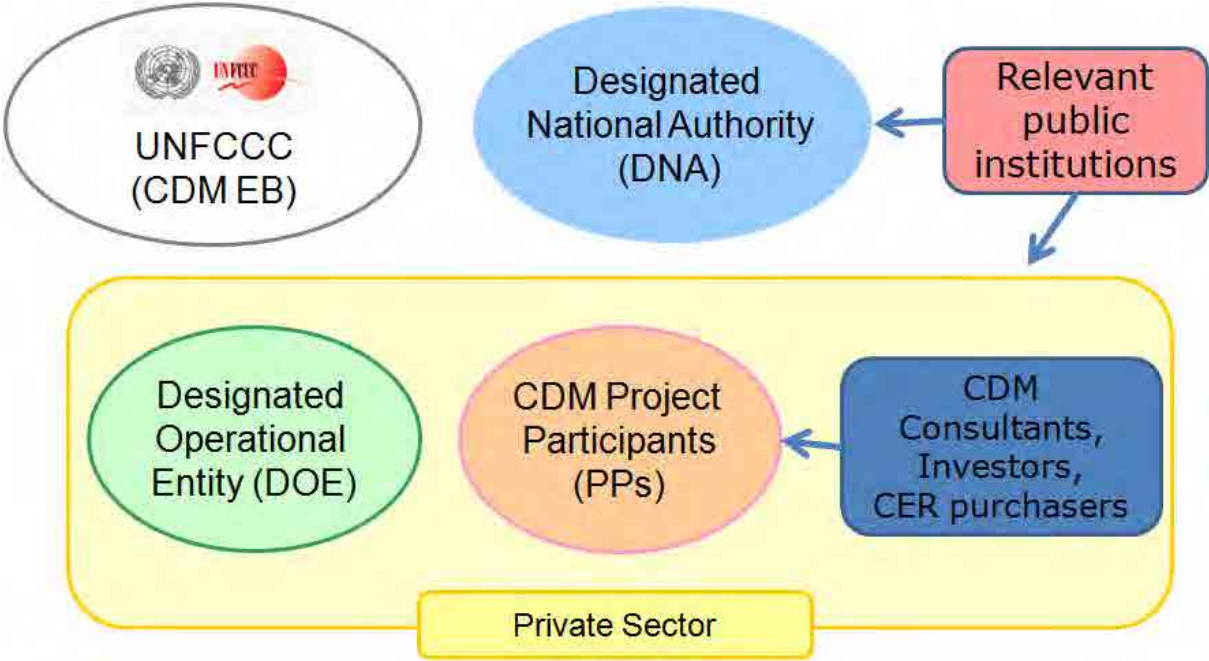 UNFCCC
UNFCCC
(CDM EB)
Designated
National Authority
(DNA)
Relevant
public
institutions
Designated
Operational
Entity (DOE)
CDM Project
Participants
(PPs)
CDM
Consultants,
Investors,
CER purchasers
Private Sector